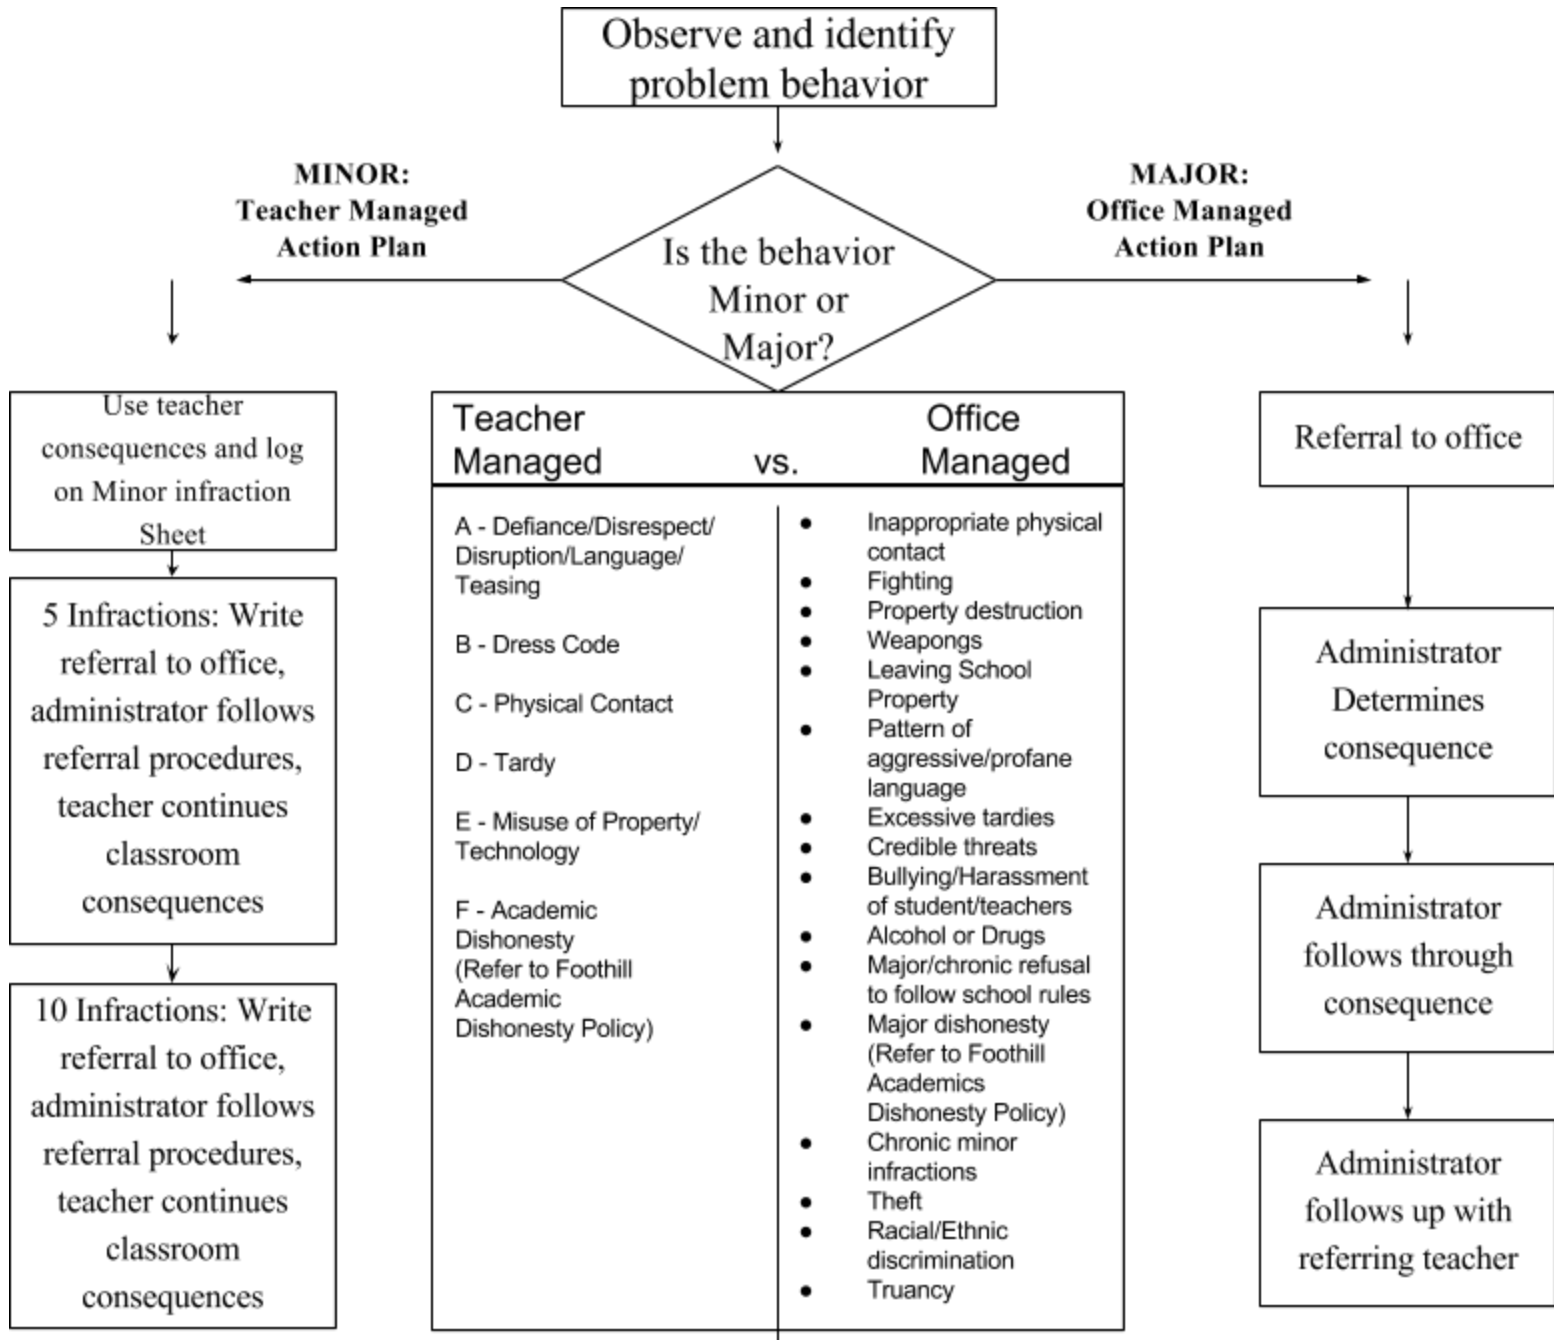 Observe and identify
problem behavior
MINOR:
Teacher Managed
Action Plan
MAJOR:
Office Managed
Action Plan
Is the behavior
Minor or
Major?
Use teacher
consequences and log
on Minor infraction
Sheet
5 Infractions: Write
referral to office,
administrator follows
referral procedures,
teacher continues
classroom
consequences
10 Infractions: Write
referral to office,
administrator follows
referral procedures,
teacher continues
classroom
consequences
Teacher
Managed
vs.
Office
Managed
A - Defiance/Disrespect/
Disruption/Language/
Teasing
B - Dress Code
C - Physical Contact
D - Tardy
E - Misuse of Property/
Technology
F - Academic
Dishonesty
(Refer to Foothill
Academic
Dishonesty Policy)
● Inappropriate physical
contact
● Fighting
● Property destruction
● Weapongs
● Leaving School
Property
● Pattern of
aggressive/profane
language
● Excessive tardies
● Credible threats
● Bullying/Harassment
of student/teachers
● Alcohol or Drugs
● Major/chronic refusal
to follow school rules
● Major dishonesty
(Refer to Foothill
Academics
Dishonesty Policy)
● Chronic minor
infractions
● Theft
● Racial/Ethnic
discrimination
● Truancy
Referral to office
Administrator
Determines
consequence
Administrator
follows through
consequence
Administrator
follows up with
referring teacher